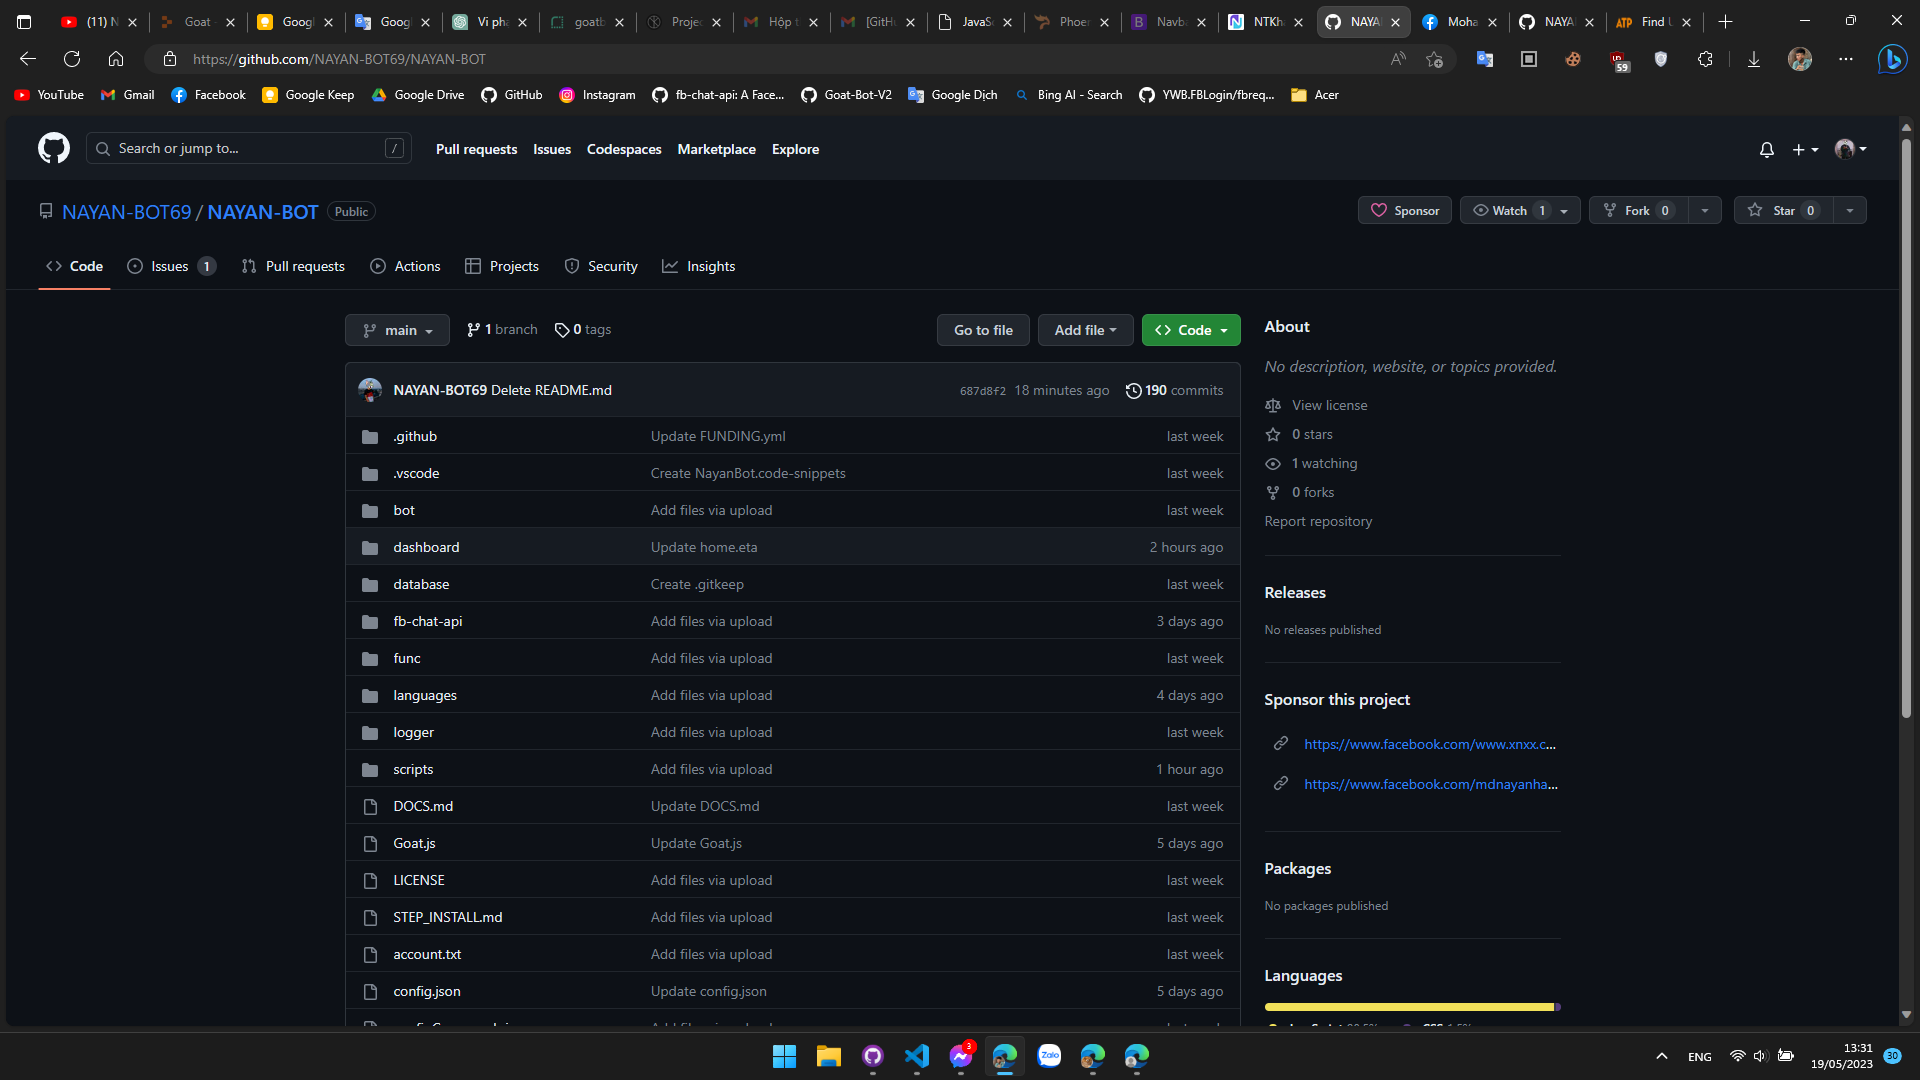 (11) N
Goat -
Googl
Googl
Vi phạ
goatb
Projec
Hộp t
[GitHu
JavaSc
Phoen
Navba
NTKha
NAYA
Moha
NAYA
Find U
https://github.com/NAYAN-BOT69/NAYAN-BOT
59
YouTube
Gmail
Facebook
Google Keep
Google Drive
GitHub
Instagram
fb-chat-api: A Face...
Goat-Bot-V2
Google Dịch
Bing AI - Search
YWB.FBLogin/fbreq...
Acer
Search or jump to...
/
Pull requests
Issues
Codespaces
Marketplace
Explore
NAYAN-BOT69 / NAYAN-BOT
Public
Sponsor
Watch 1
Fork 0
Star 0
Code
Issues 1
Pull requests
Actions
Projects
Security
Insights
main
1 branch
0 tags
Go to file
Add file
Code
NAYAN-BOT69 Delete README.md
687d8f2 18 minutes ago
190 commits
.github Update FUNDING.yml last week
.vscode Create NayanBot.code-snippets last week
bot Add files via upload last week
dashboard Update home.eta 2 hours ago
database Create .gitkeep last week
fb-chat-api Add files via upload 3 days ago
func Add files via upload last week
languages Add files via upload 4 days ago
logger Add files via upload last week
scripts Add files via upload 1 hour ago
DOCS.md Update DOCS.md last week
Goat.js Update Goat.js 5 days ago
LICENSE Add files via upload last week
STEP_INSTALL.md Add files via upload last week
account.txt Add files via upload last week
config.json Update config.json 5 days ago
About
No description, website, or topics provided.
View license
0 stars
1 watching
0 forks
Report repository
Releases
No releases published
Sponsor this project
https://www.facebook.com/www.xnxx.c...
https://www.facebook.com/mdnayanha...
Packages
No packages published
Languages
3
Zalo
ENG
13:31
19/05/2023
30